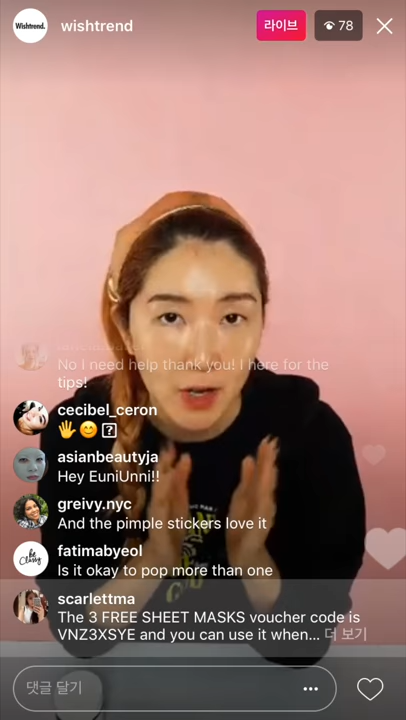 Wishtrend.
wishtrend
라이브
78
No I need help thank you! I here for the
tips!
cecibel_ceron
🖐😊
asianbeautyja
Hey EuniUnni!!
greivy.nyc
And the pimple stickers love it
fatimabyeol
Is it okay to pop more than one
be Classy
scarlettma
The 3 FREE SHEET MASKS voucher code is
VNZ3XSYE and you can use it when... 더 보기
댓글 달기